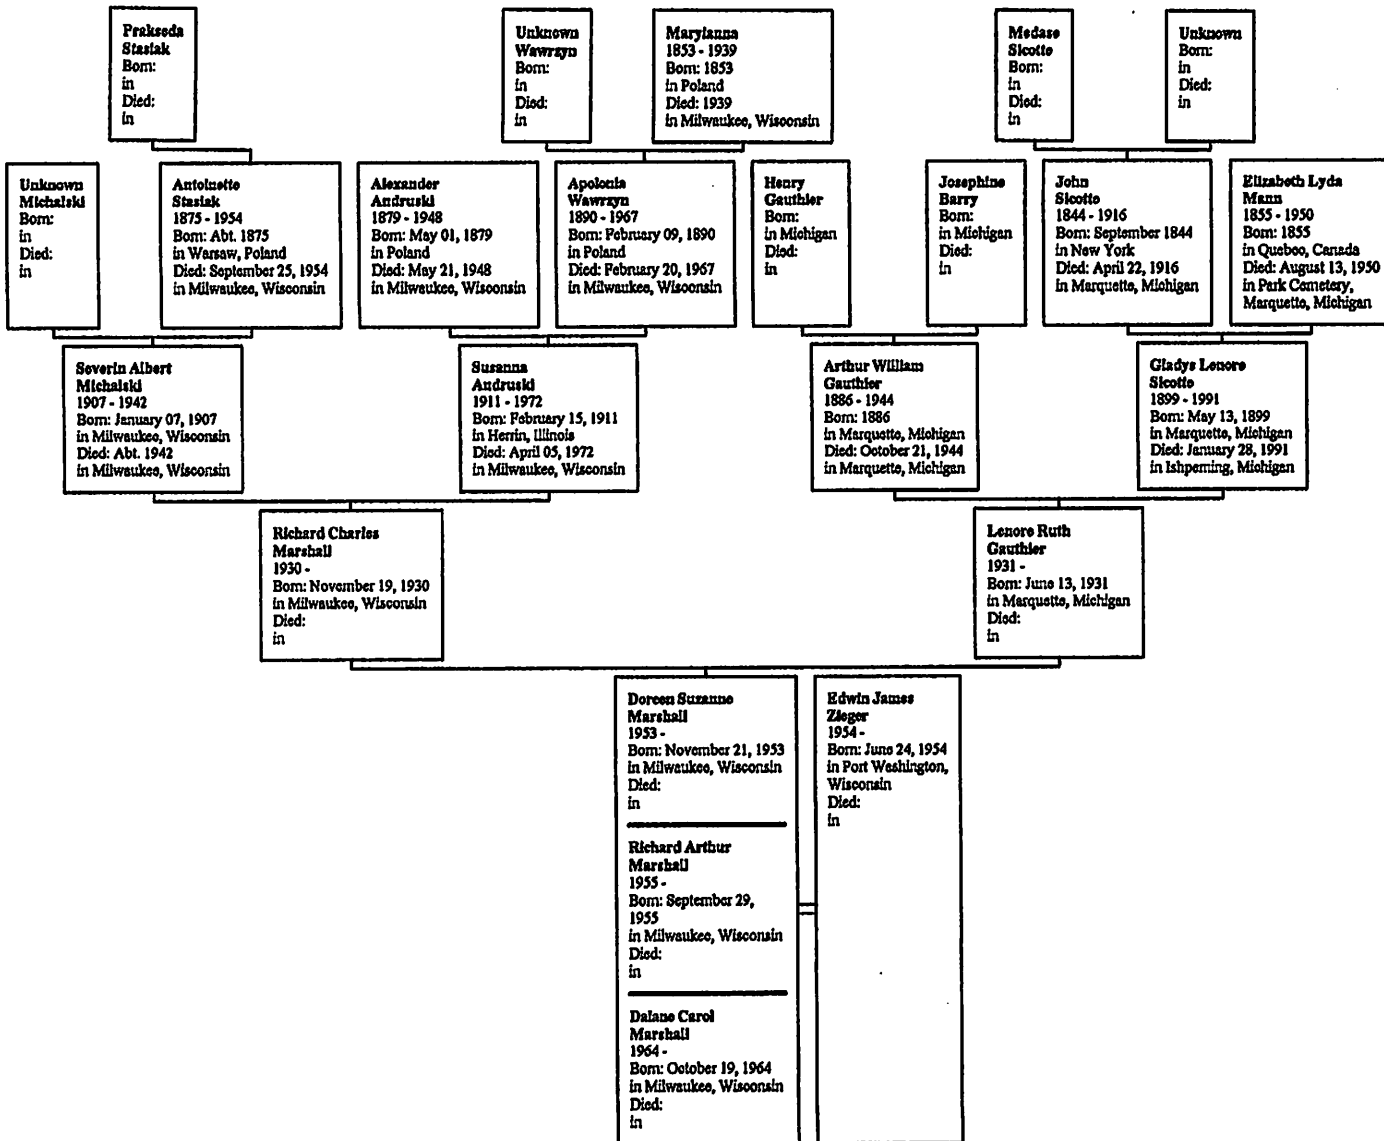 Prakseda
Stasiak
Born:
in
Died:
in
Unknown
Wawrzyn
Born:
in
Died:
in
Maryianna
1853 - 1939
Born: 1853
in Poland
Died: 1939
in Milwaukee, Wisconsin
Medase
Sicotte
Born:
in
Died:
in
Unknown
Born:
in
Died:
in
Unknown
Michalski
Born:
in
Died:
in
Antoinette
Stasiak
1875 - 1954
Born: Abt. 1875
in Warsaw, Poland
Died: September 25, 1954
in Milwaukee, Wisconsin
Alexander
Andruski
1879 - 1948
Born: May 01, 1879
in Poland
Died: May 21, 1948
in Milwaukee, Wisconsin
Apolonia
Wawrzyn
1890 - 1967
Born: February 09, 1890
in Poland
Died: February 20, 1967
in Milwaukee, Wisconsin
Henry
Gauthier
Born:
in Michigan
Died:
in
Josephine
Barry
Born:
in Michigan
Died:
in
John
Sicotte
1844 - 1916
Born: September 1844
in New York
Died: April 22, 1916
in Marquette, Michigan
Elizabeth Lyda
Mann
1855 - 1950
Born: 1855
in Quebec, Canada
Died: August 13, 1950
in Park Cemetery,
Marquette, Michigan
Severin Albert
Michalski
1907 - 1942
Born: January 07, 1907
in Milwaukee, Wisconsin
Died: Abt. 1942
in Milwaukee, Wisconsin
Susanna
Andruski
1911 - 1972
Born: February 15, 1911
in Herrin, Illinois
Died: April 05, 1972
in Milwaukee, Wisconsin
Arthur William
Gauthier
1886 - 1944
Born: 1886
in Marquette, Michigan
Died: October 21, 1944
in Marquette, Michigan
Gladys Lenore
Sicotte
1899 - 1991
Born: May 13, 1899
in Marquette, Michigan
Died: January 28, 1991
in Ishpeming, Michigan
Richard Charles
Marshall
1930 -
Born: November 19, 1930
in Milwaukee, Wisconsin
Died:
in
Lenore Ruth
Gauthier
1931 -
Born: June 13, 1931
in Marquette, Michigan
Died:
in
Doreen Suzanne
Marshall
1953 -
Born: November 21, 1953
in Milwaukee, Wisconsin
Died:
in
Edwin James
Zieger
1954 -
Born: June 24, 1954
in Port Washington,
Wisconsin
Died:
in
Richard Arthur
Marshall
1955 -
Born: September 29,
1955
in Milwaukee, Wisconsin
Died:
in
Dalane Carol
Marshall
1964 -
Born: October 19, 1964
in Milwaukee, Wisconsin
Died:
in